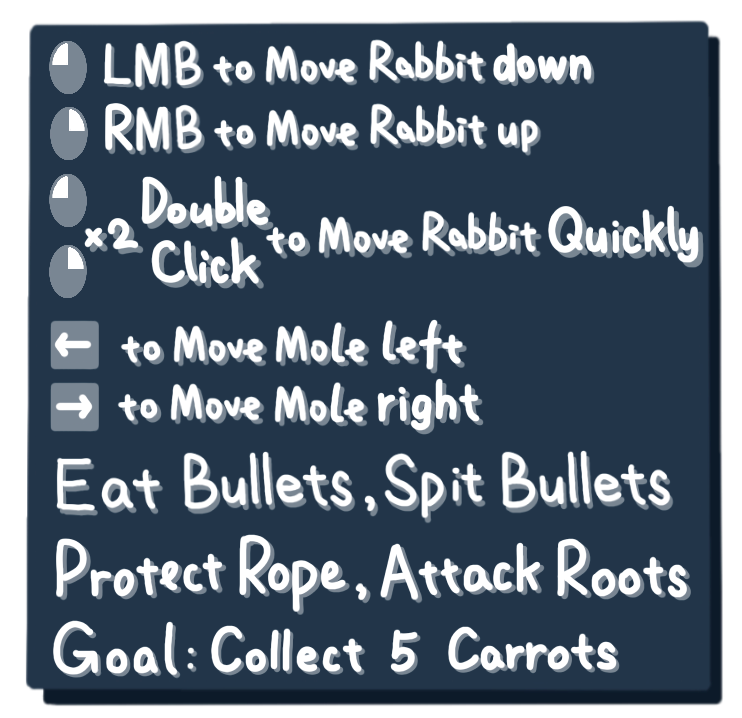 LMB to Move Rabbit down
RMB to Move Rabbit up
x2 Double Click to Move Rabbit Quickly
← to Move Mole left
→ to Move Mole right
Eat Bullets, Spit Bullets
Protect Rope, Attack Roots
Goal: Collect 5 Carrots